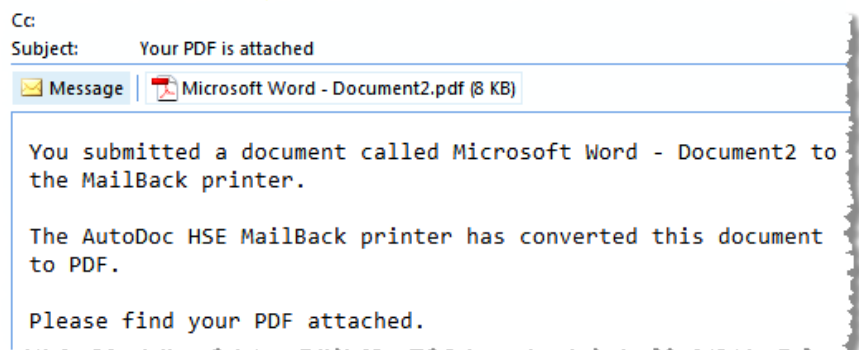 Cc:
Subject: Your PDF is attached
Message Microsoft Word - Document2.pdf (8 KB)
You submitted a document called Microsoft Word - Document2 to
the MailBack printer.
The AutoDoc HSE MailBack printer has converted this document
to PDF.
Please find your PDF attached.